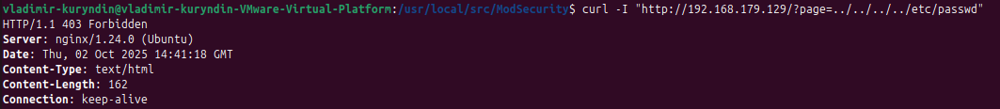 vladimir-kuryndin@vladimir-kuryndin-VMware-Virtual-Platform:/usr/local/src/ModSecurity$ curl -I "http://192.168.179.129/?page=../../../../etc/passwd"
HTTP/1.1 403 Forbidden
Server: nginx/1.24.0 (Ubuntu)
Date: Thu, 02 Oct 2025 14:41:18 GMT
Content-Type: text/html
Content-Length: 162
Connection: keep-alive